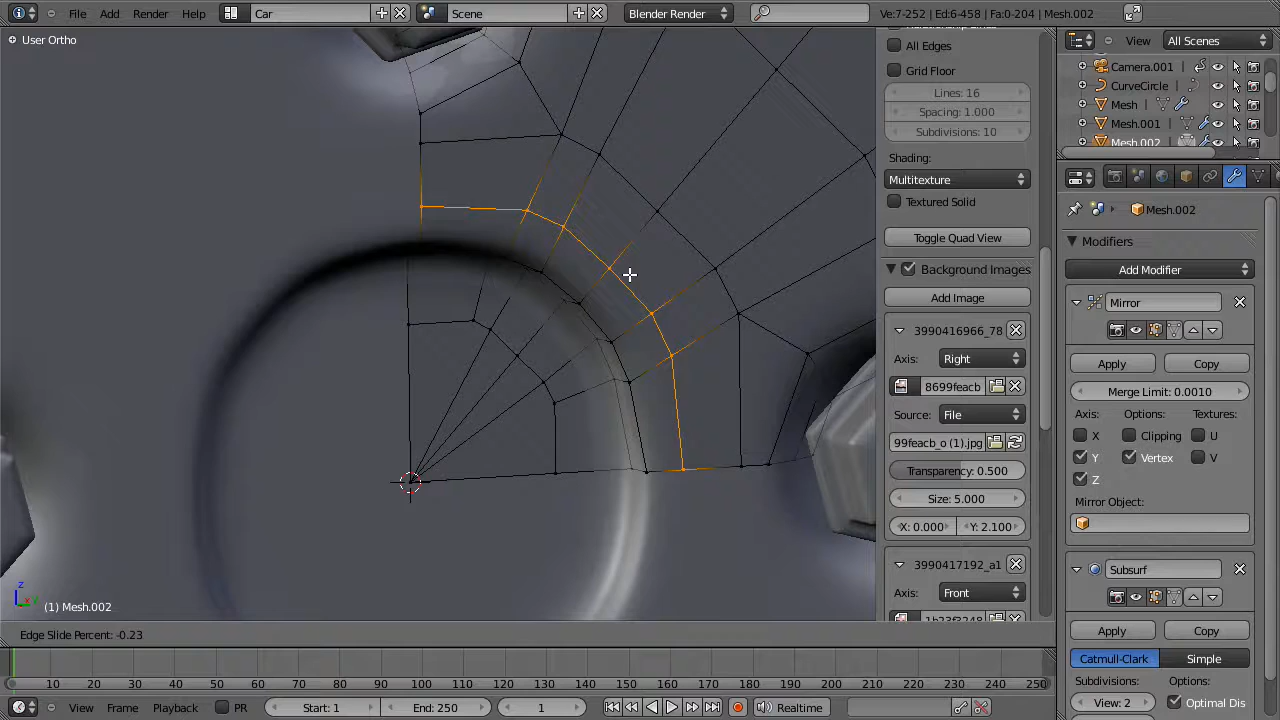 File Add Render Help Car Scene Blender Render Ve:7-252 | Ed:6-458 | Fa:0-204 | Mesh.002
User Ortho
View All Scenes
All Edges
Camera.001
Grid Floor
CurveCircle
Lines: 16
Mesh
Spacing: 1.000
Mesh.001
Subdivisions: 10
Mesh.002
Shading:
Multitexture
Textured Solid
Mesh.002
Toggle Quad View
Modifiers
Background Images
Add Modifier
Add Image
Mirror
3990416966_78
Axis: Right
Apply Copy
8699feacb
Merge Limit: 0.0010
Source: File
Axis: Options: Textures:
X Clipping U
99feacb_o (1).jpg
Y Vertex V
Transparency: 0.500
Z
Size: 5.000
Mirror Object:
X: 0.000 Y: 2.100
3990417192_a1
Subsurf
Axis: Front
z
(1) Mesh.002
Edge Slide Percent: -0.23
Apply Copy
Catmull-Clark Simple
Subdivisions: Options:
View: 2 Optimal Dis
10 20 30 40 50 60 70 80 90 100 110 120 130 140 150 160 170 180 190 200 210 220 230 240 250
View Frame Playback PR Start: 1 End: 250 1 Realtime